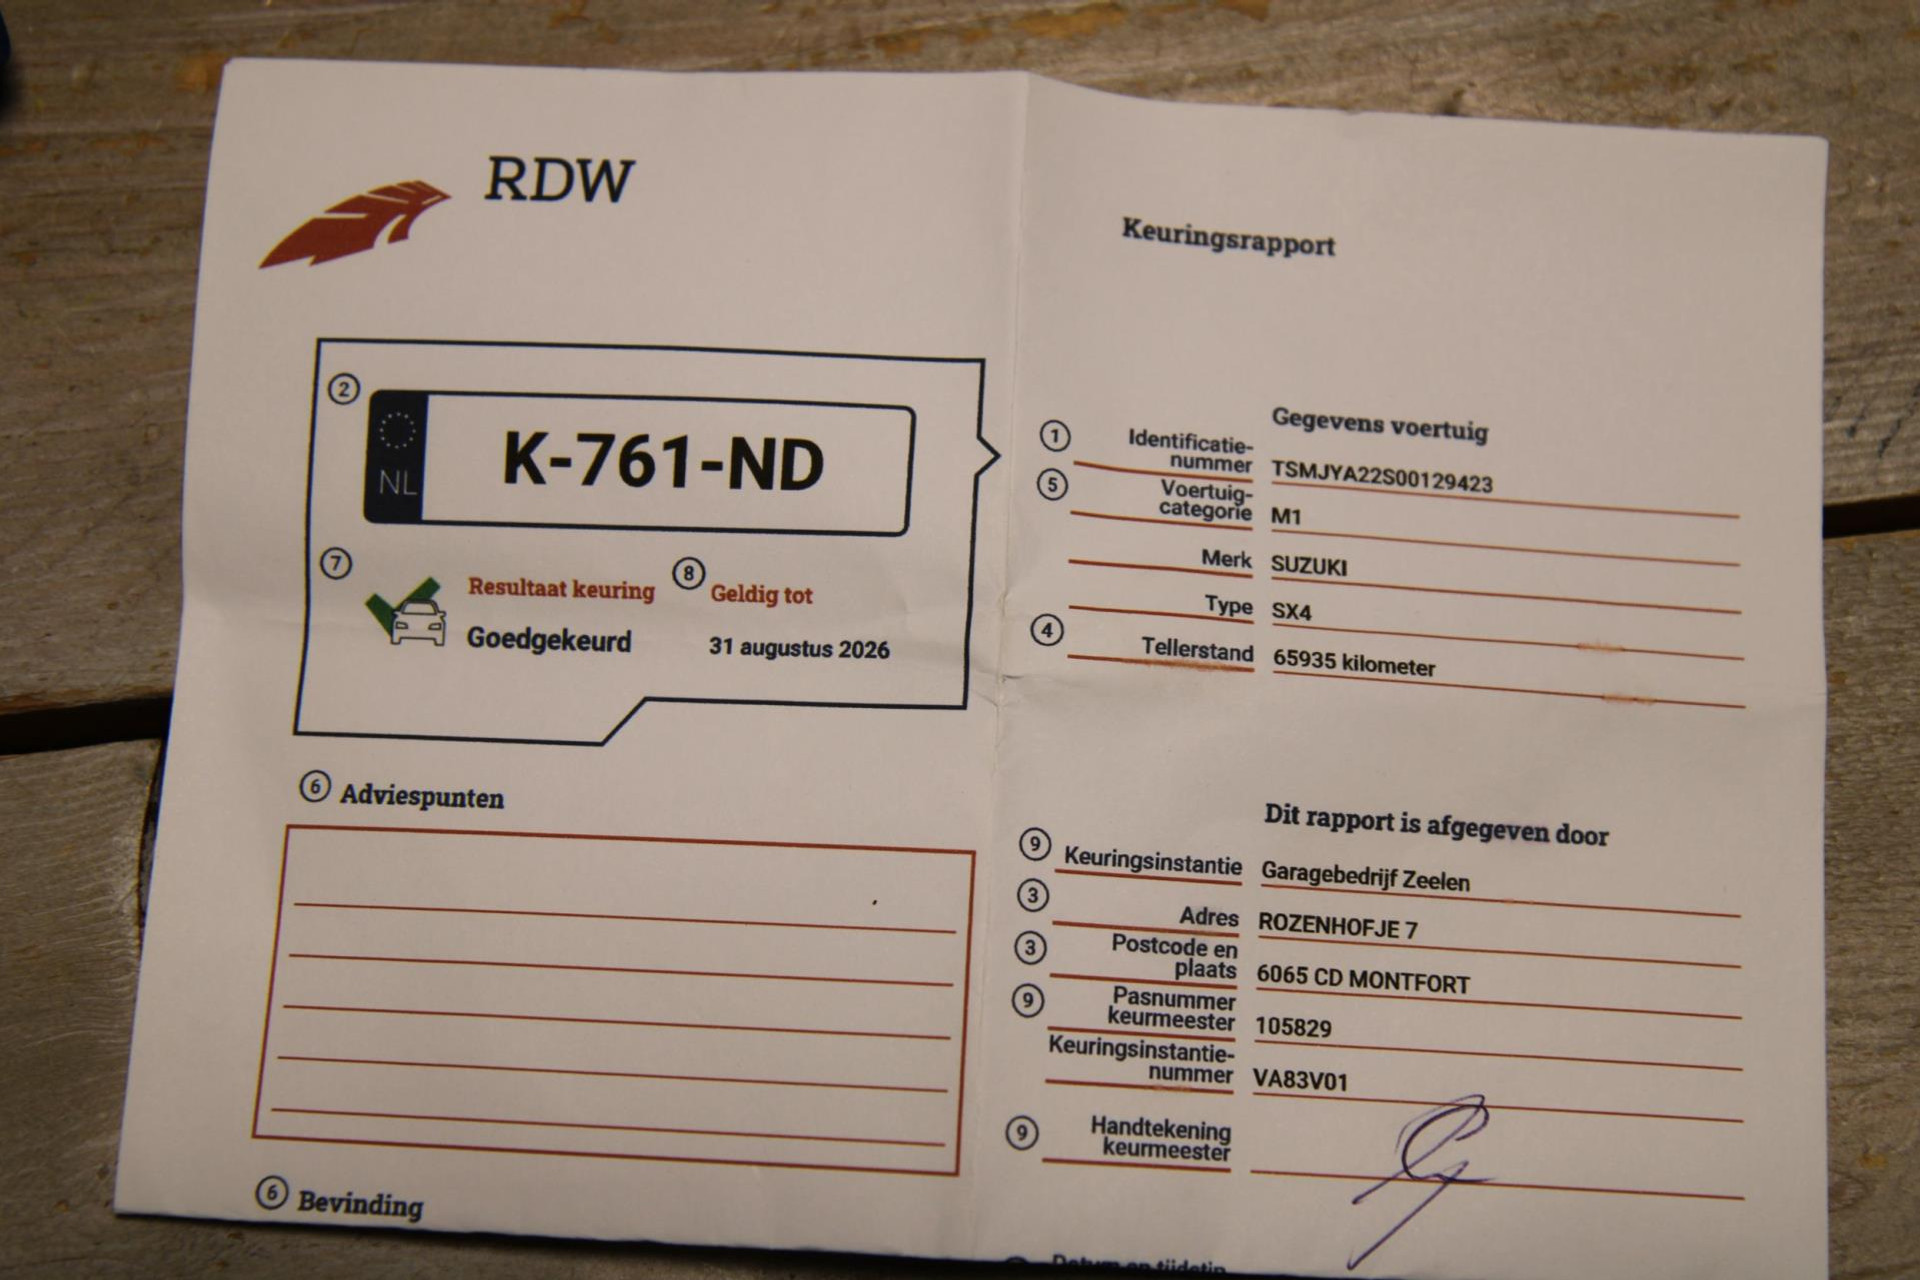 RDW
Keuringsrapport
2
NL
K-761-ND
7
Resultaat keuring
8
Geldig tot
Goedgekeurd
31 augustus 2026
Gegevens voertuig
1
Identificatie-
nummer
TSMJYA22S00129423
5
Voertuig-
categorie
M1
Merk
SUZUKI
Type
SX4
4
Tellerstand
65935 kilometer
6
Adviespunten
Dit rapport is afgegeven door
9
Keuringsinstantie
Garagebedrijf Zeelen
3
Adres
ROZENHOFJE 7
3
Postcode en
plaats
6065 CD MONTFORT
9
Pasnummer
keurmeester
105829
Keuringsinstantie-
nummer
VA83V01
9
Handtekening
keurmeester
6
Bevinding
Datum en tijdstip